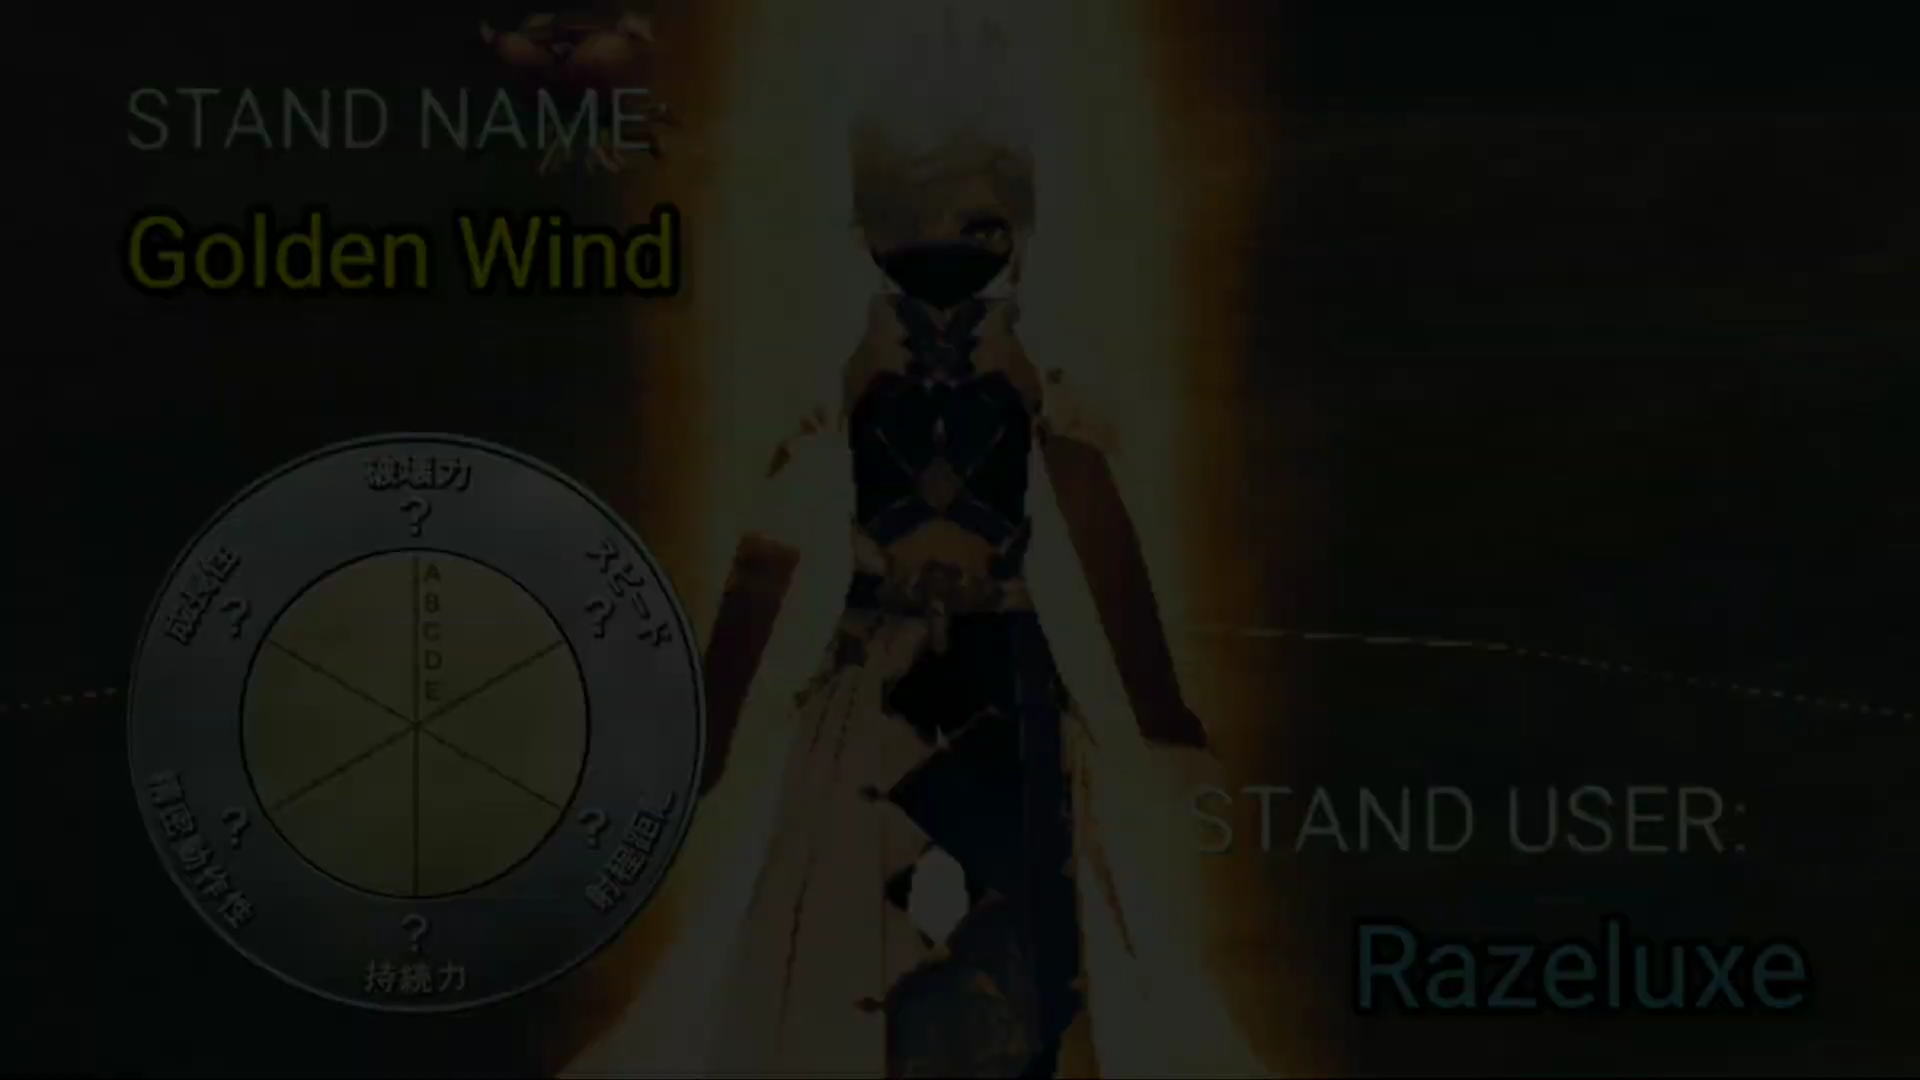 STAND NAME:
Golden Wind
破壊力
?
スピード
?
射程距離
?
持続力
?
精密動作性
?
成長性
?
A
B
C
D
E
STAND USER:
Razeluxe